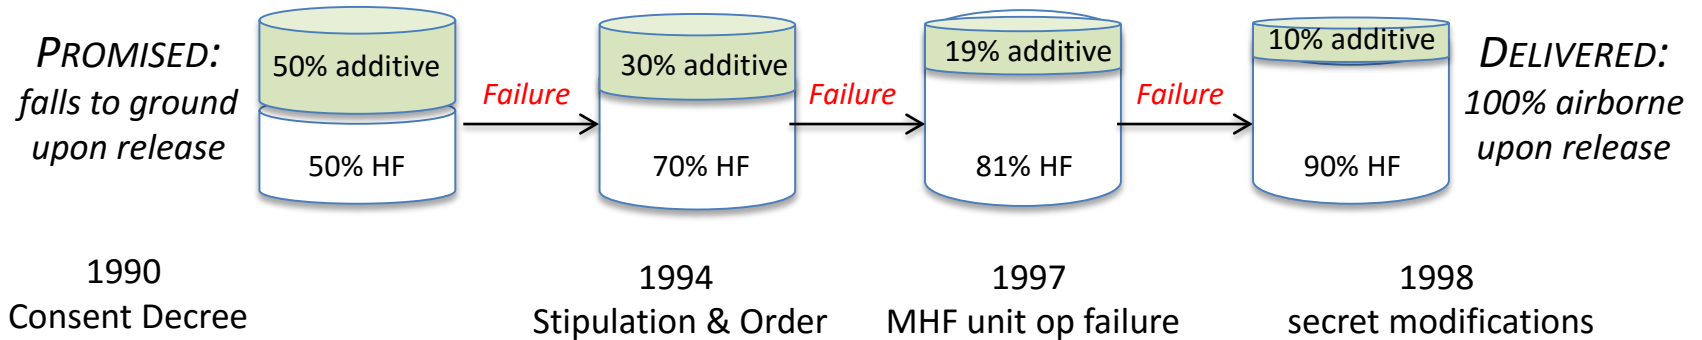 PROMISED:
falls to ground
upon release
50% additive
50% HF
Failure
30% additive
70% HF
Failure
19% additive
81% HF
Failure
10% additive
90% HF
DELIVERED:
100% airborne
upon release
1990
Consent Decree
1994
Stipulation & Order
1997
MHF unit op failure
1998
secret modifications